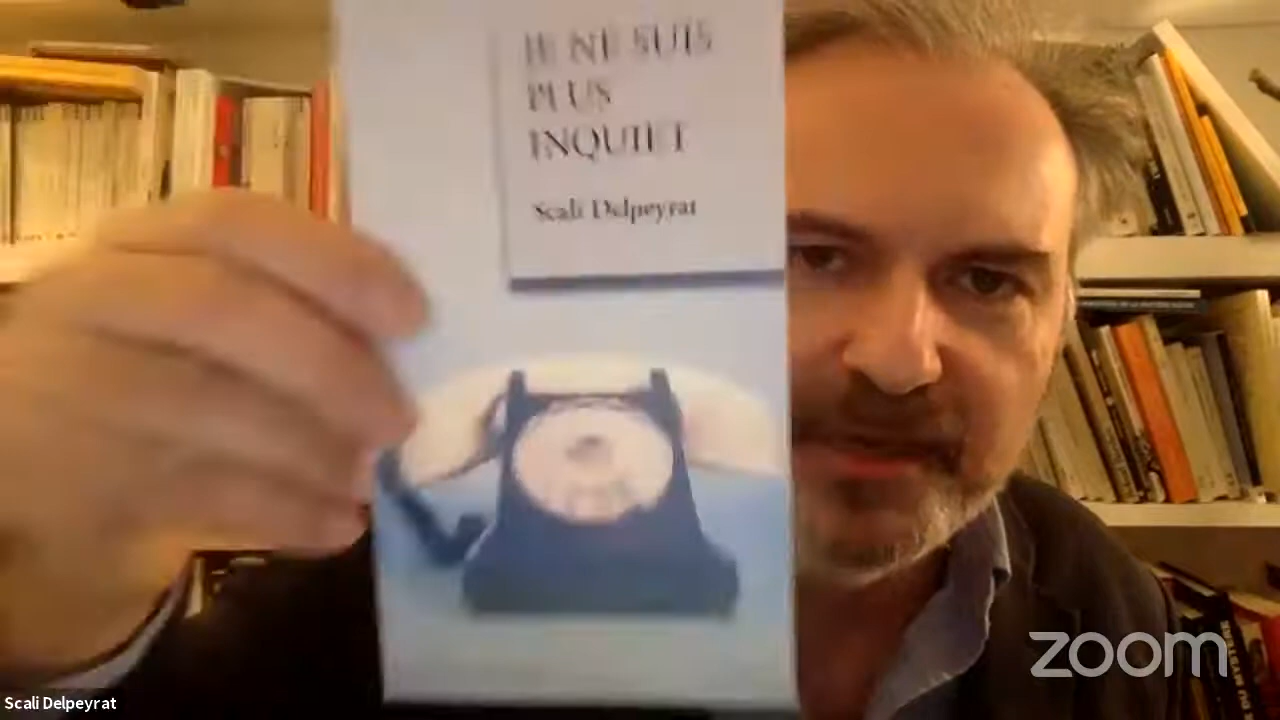 JE NE SUIS
PLUS
INQUIET
Scali Delpeyrat
zoom
Scali Delpeyrat